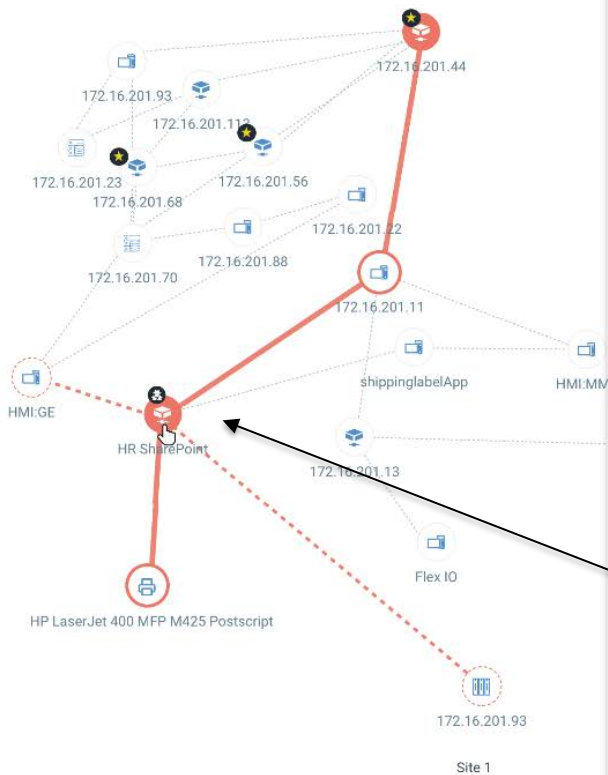 172.16.201.44
172.16.201.93
172.16.201.112
172.16.201.23
172.16.201.56
172.16.201.68
172.16.201.22
172.16.201.88
172.16.201.70
172.16.201.11
shippinglabelApp
HMI:MM
HMI:GE
HR SharePoint
172.16.201.13
Flex IO
HP LaserJet 400 MFP M425 Postscript
172.16.201.93
Site 1